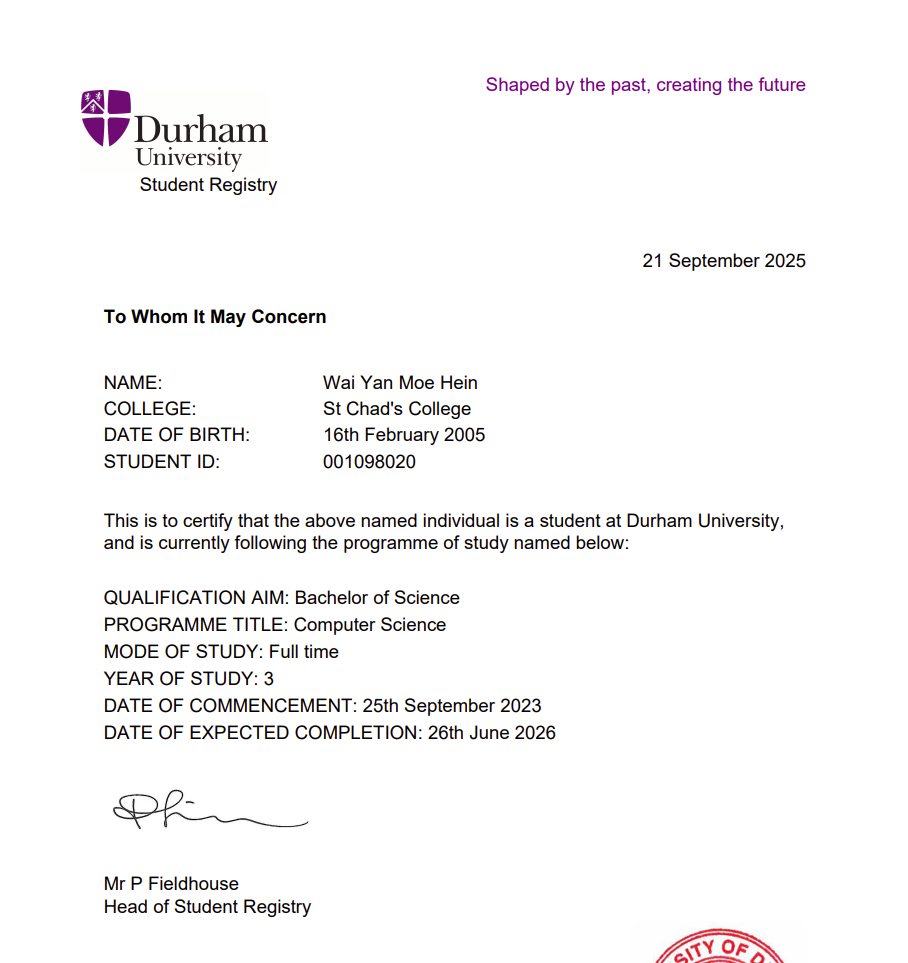 Shaped by the past, creating the future
Durham
University
Student Registry
21 September 2025
To Whom It May Concern
NAME: Wai Yan Moe Hein
COLLEGE: St Chad's College
DATE OF BIRTH: 16th February 2005
STUDENT ID: 001098020
This is to certify that the above named individual is a student at Durham University,
and is currently following the programme of study named below:
QUALIFICATION AIM: Bachelor of Science
PROGRAMME TITLE: Computer Science
MODE OF STUDY: Full time
YEAR OF STUDY: 3
DATE OF COMMENCEMENT: 25th September 2023
DATE OF EXPECTED COMPLETION: 26th June 2026
Mr P Fieldhouse
Head of Student Registry
SITY OF D